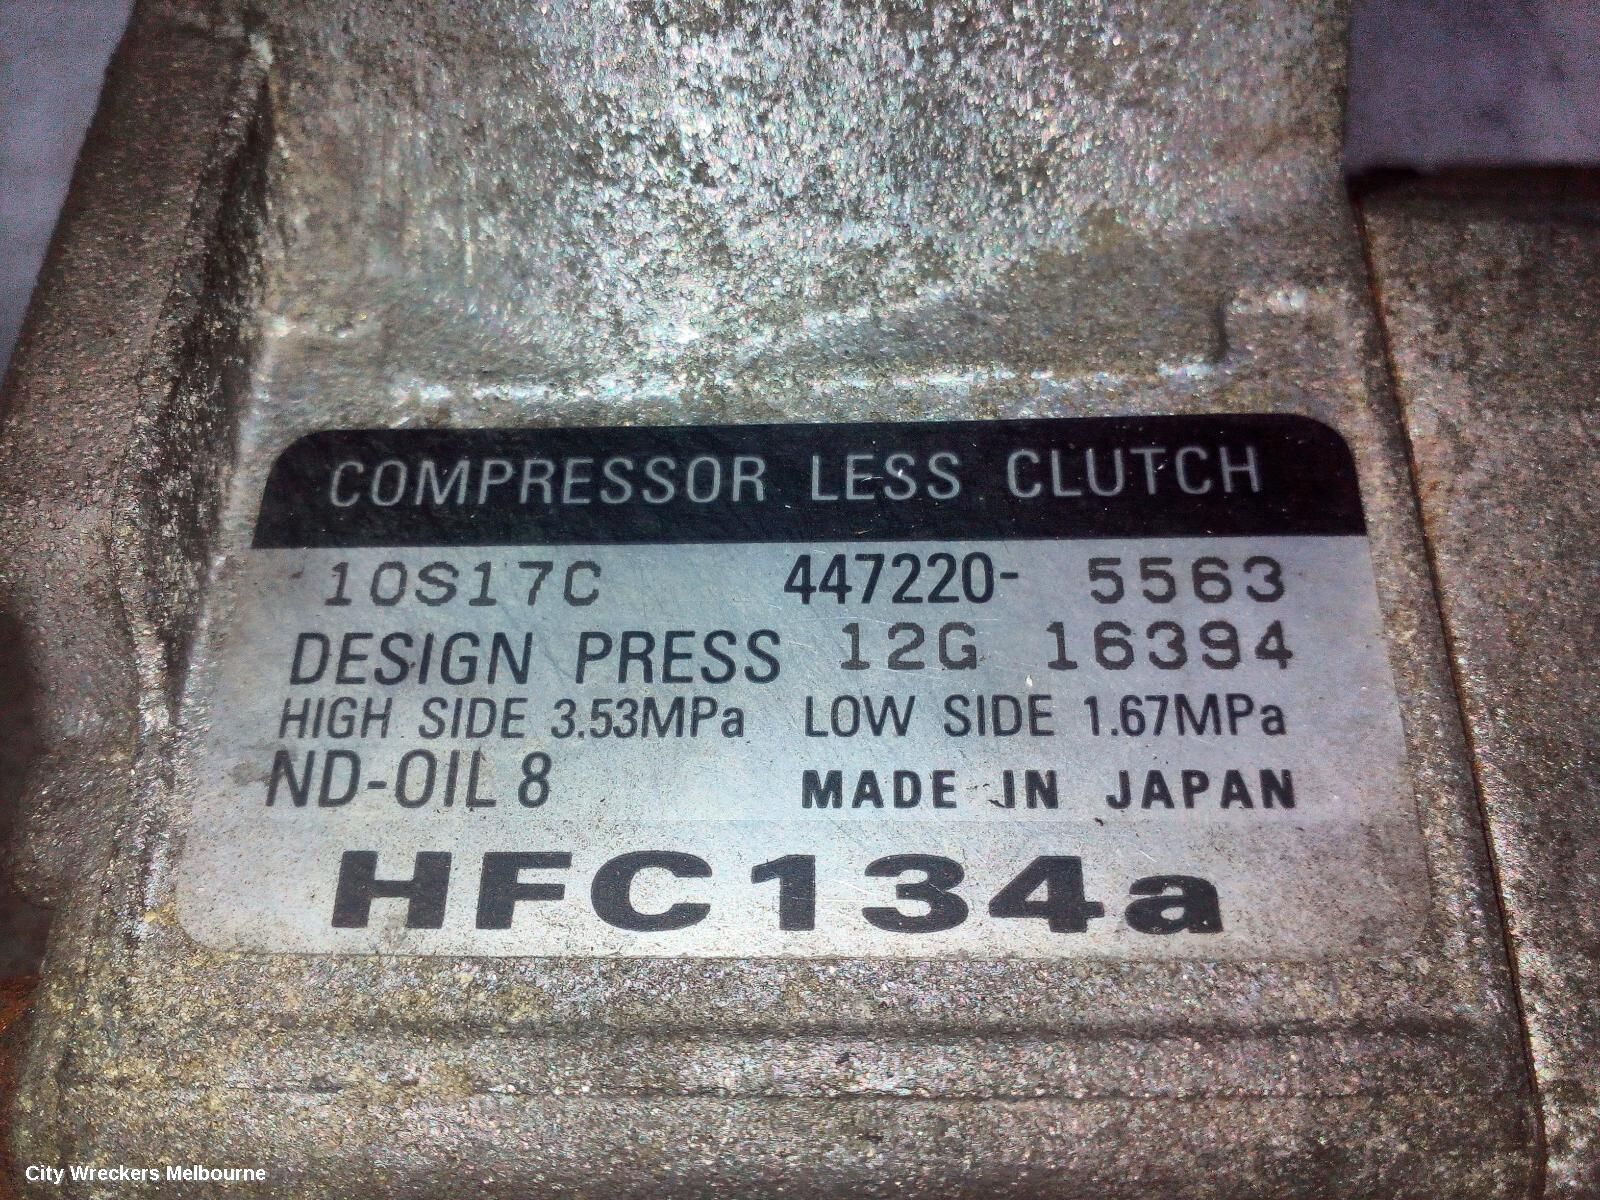 COMPRESSOR LESS CLUTCH
10S17C 447220- 5563
DESIGN PRESS 12G 16394
HIGH SIDE 3.53MPa LOW SIDE 1.67MPa
ND-OIL 8 MADE IN JAPAN
HFC134a
City Wreckers Melbourne